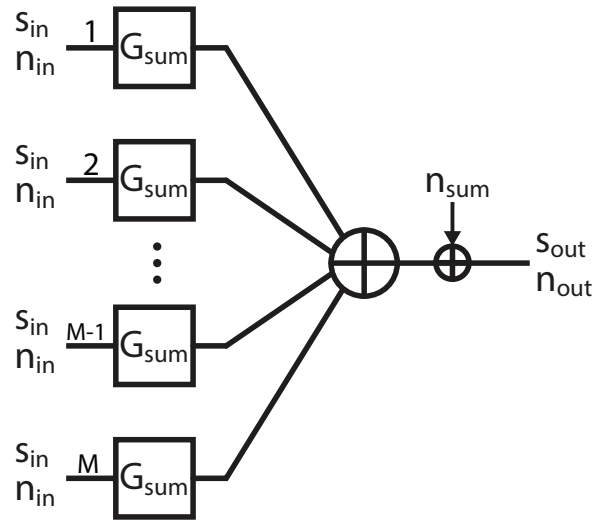 s_in
n_in
1
G_sum
s_in
n_in
2
G_sum
n_sum
s_out
n_out
s_in
n_in
M-1
G_sum
s_in
n_in
M
G_sum